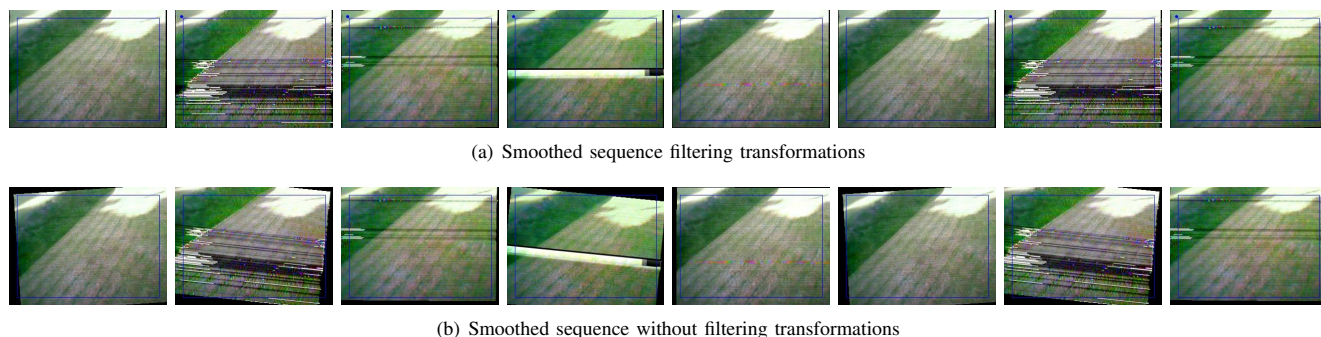 (a) Smoothed sequence filtering transformations
(b) Smoothed sequence without filtering transformations